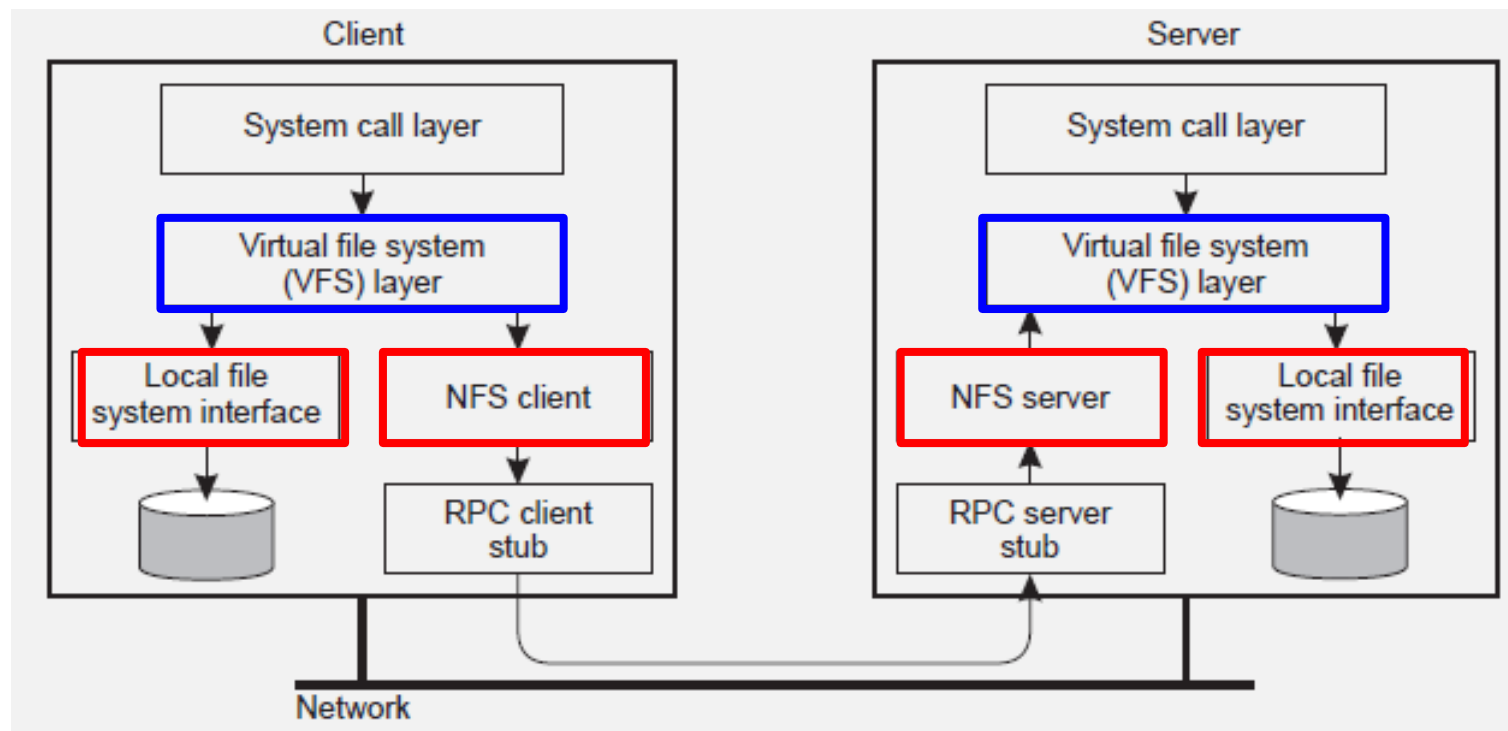 Client
System call layer
Virtual file system
(VFS) layer
Local file
system interface
NFS client
RPC client
stub
Server
System call layer
Virtual file system
(VFS) layer
NFS server
Local file
system interface
RPC server
stub
Network